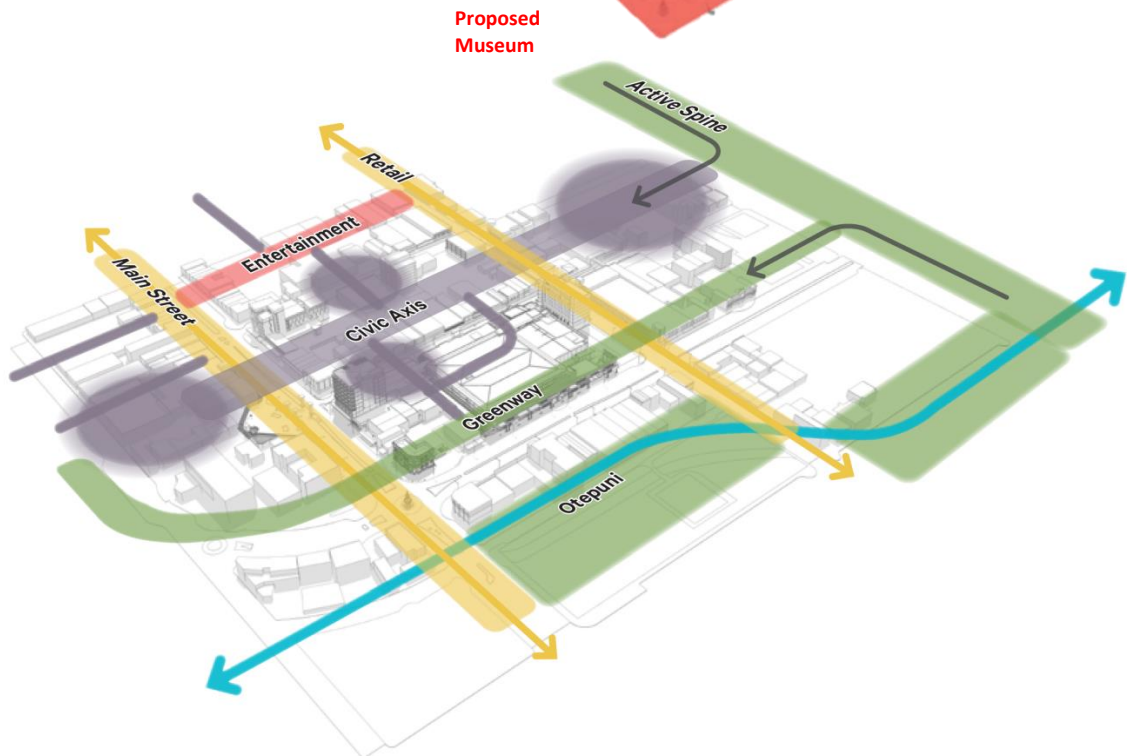 Proposed
Museum
Active Spine
Retail
Entertainment
Main Street
Civic Axis
Greenway
Otepuni